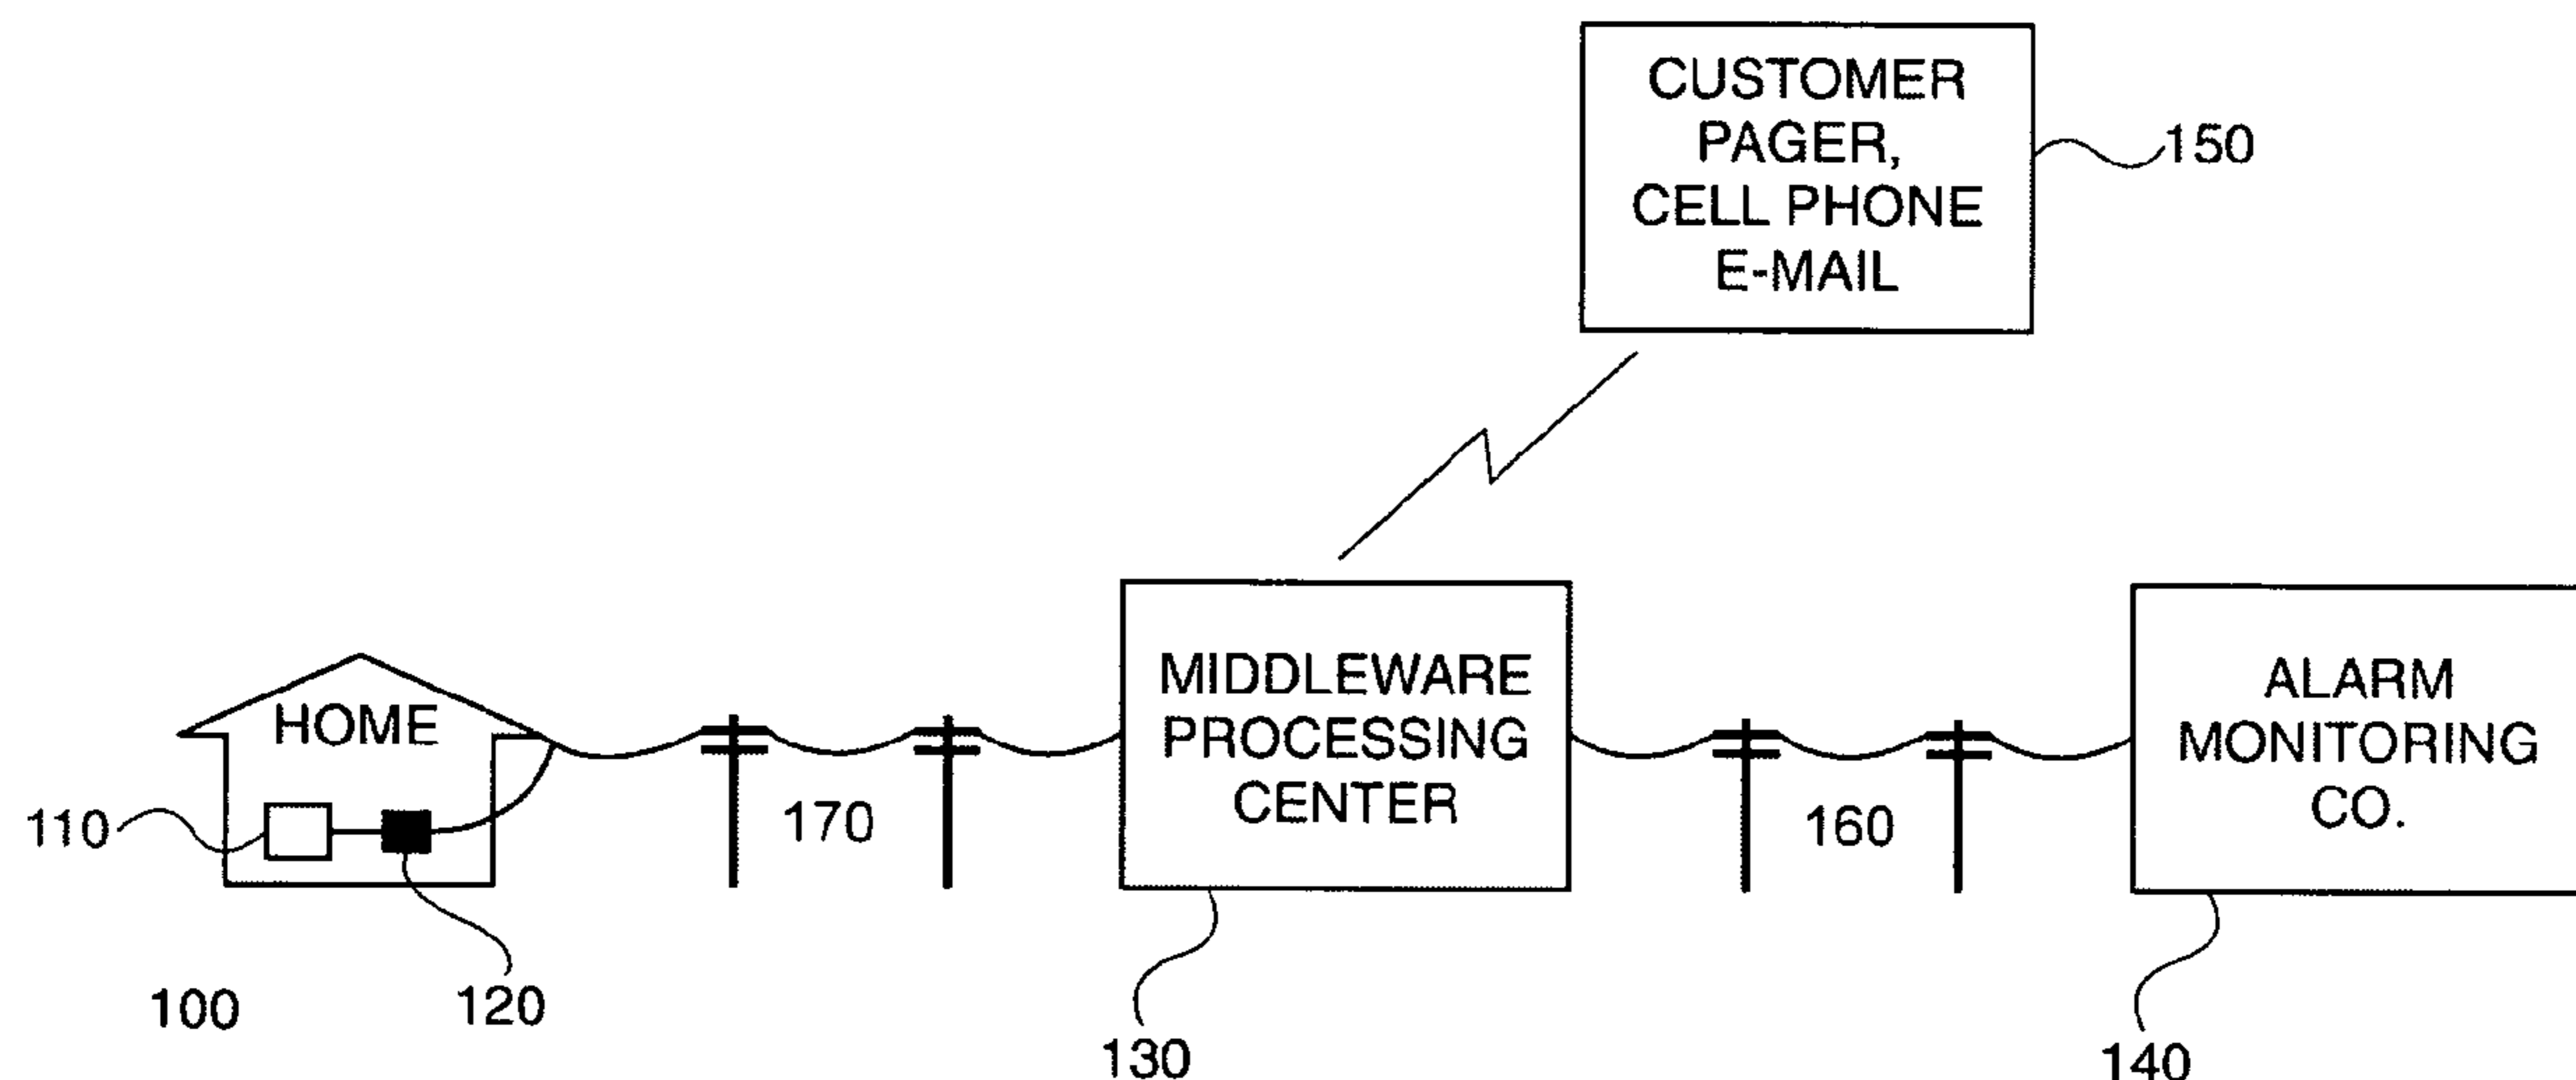 CUSTOMER
PAGER,
CELL PHONE
E-MAIL
150
HOME
MIDDLEWARE
PROCESSING
CENTER
ALARM
MONITORING
CO.
110
170
160
100
120
130
140